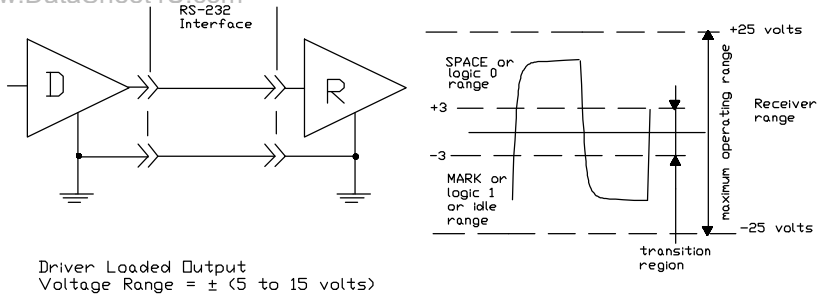 RS-232
Interface
D
R
Driver Loaded Output
Voltage Range = ± (5 to 15 volts)
+25 volts
SPACE or
logic 0
range
+3
-3
MARK or
logic 1
or idle
range
maximum operating range
Receiver
range
-25 volts
transition
region